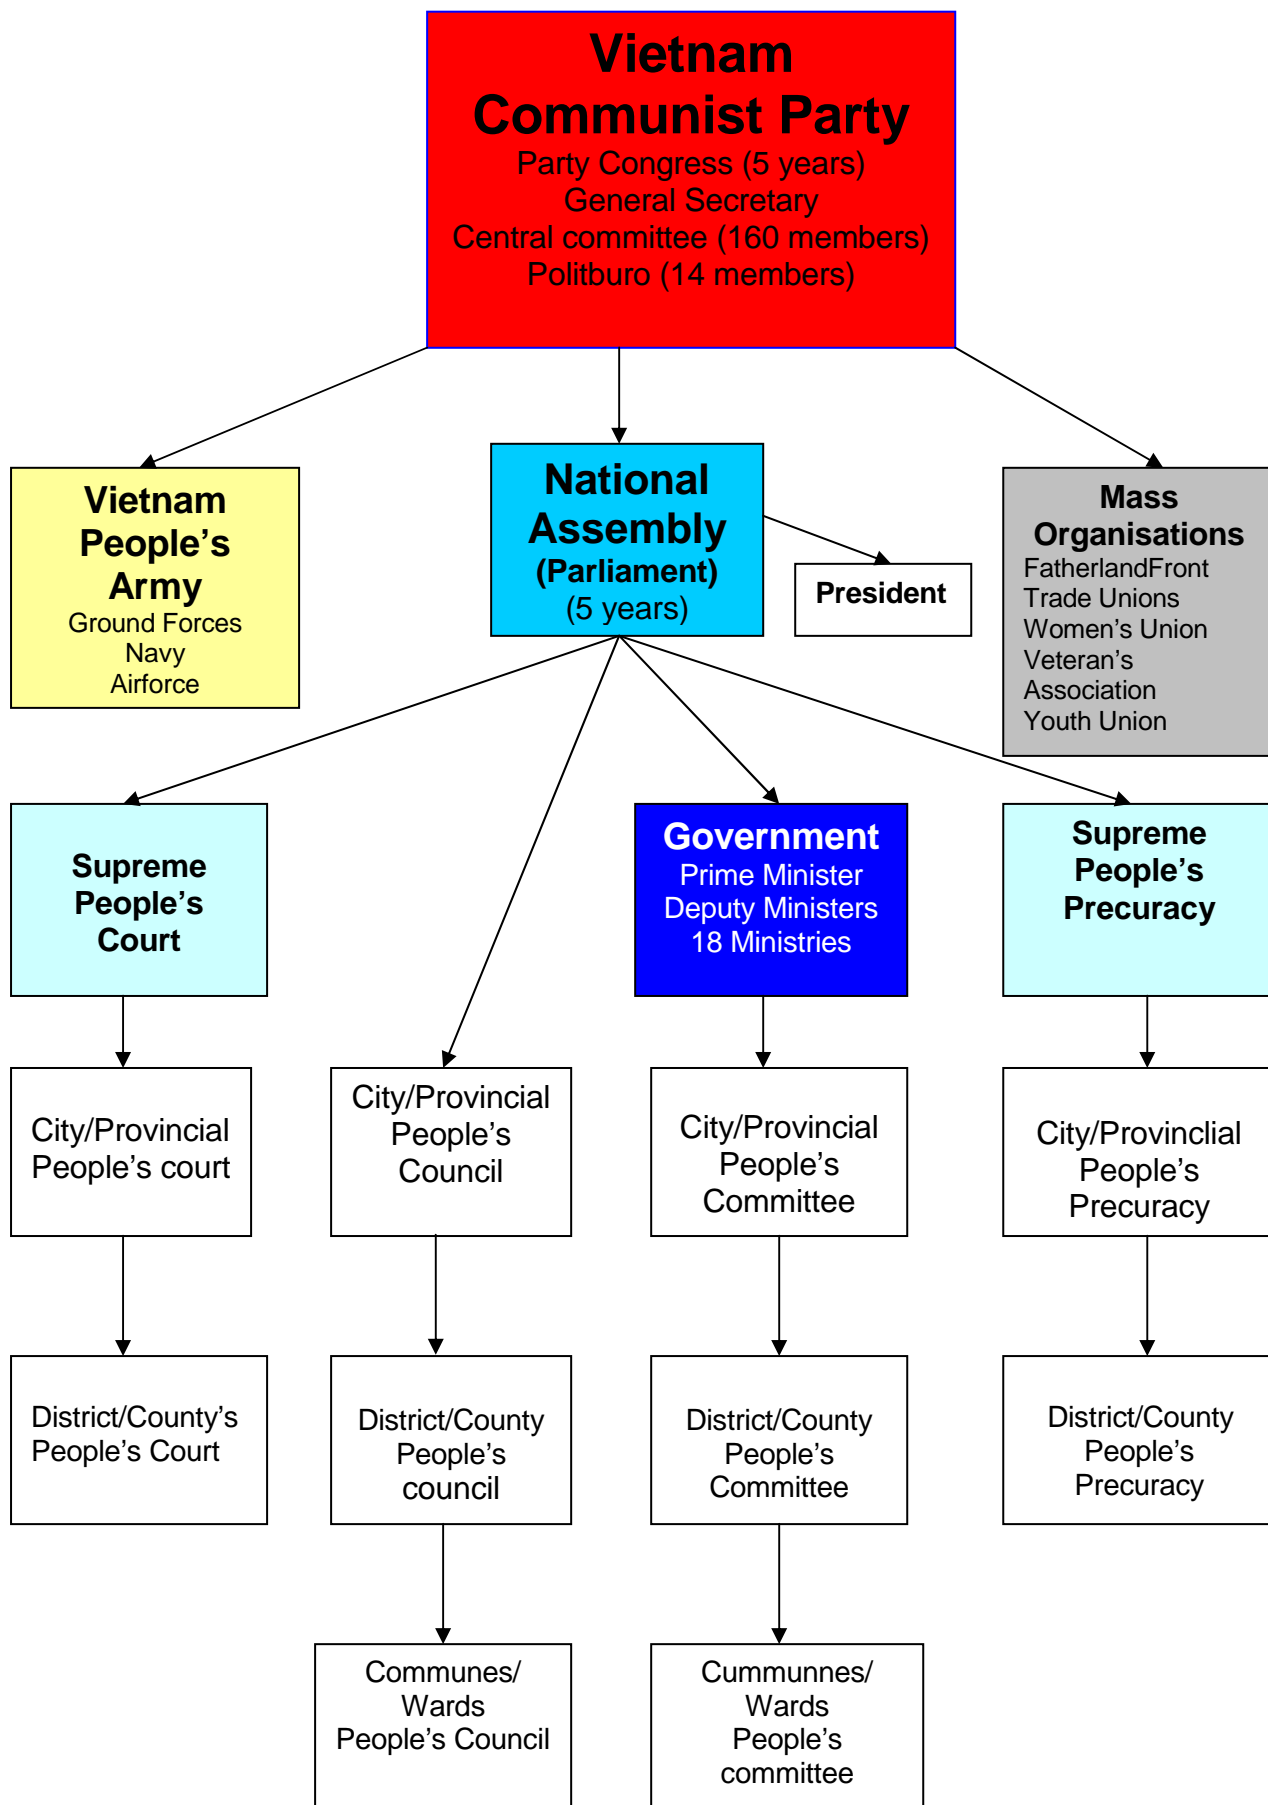 Vietnam
Communist Party
Party Congress (5 years)
General Secretary
Central committee (160 members)
Politburo (14 members)
Vietnam
People’s
Army
Ground Forces
Navy
Airforce
National
Assembly
(Parliament)
(5 years)
President
Mass
Organisations
FatherlandFront
Trade Unions
Women’s Union
Veteran’s
Association
Youth Union
Supreme
People’s
Court
Government
Prime Minister
Deputy Ministers
18 Ministries
Supreme
People’s
Precuracy
City/Provincial
People’s court
City/Provincial
People’s
Council
City/Provincial
People’s
Committee
City/Provinclial
People’s
Precuracy
District/County’s
People’s Court
District/County
People’s
council
District/County
People’s
Committee
District/County
People’s
Precuracy
Communes/
Wards
People’s Council
Cummunnes/
Wards
People’s
committee